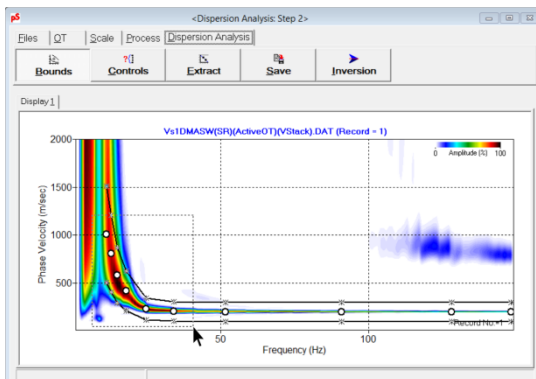 pS
<Dispersion Analysis: Step 2>
Files OT Scale Process Dispersion Analysis
Bounds Controls Extract Save Inversion
Display 1
Vs1DMASW(SR)(ActiveOT)(VStack).DAT (Record = 1)
2000
0 Amplitude (%) 100
1500
Phase Velocity (m/sec)
1000
500
Record No.=1
50 100
Frequency (Hz)